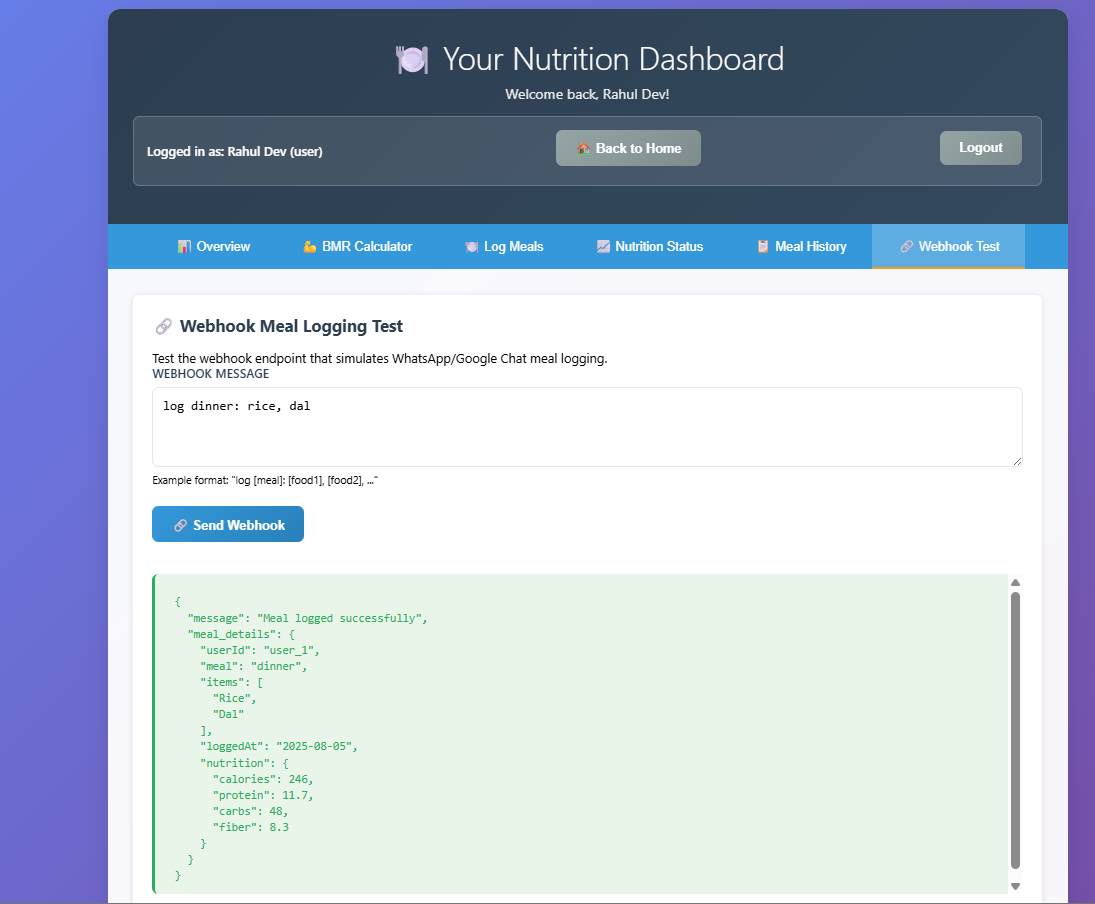 Your Nutrition Dashboard
Welcome back, Rahul Dev!
Logged in as: Rahul Dev (user)
Back to Home
Logout
Overview
BMR Calculator
Log Meals
Nutrition Status
Meal History
Webhook Test
Webhook Meal Logging Test
Test the webhook endpoint that simulates WhatsApp/Google Chat meal logging.
WEBHOOK MESSAGE
log dinner: rice, dal
Example format: "log [meal]: [food1], [food2], ..."
Send Webhook
{
  "message": "Meal logged successfully",
  "meal_details": {
    "userId": "user_1",
    "meal": "dinner",
    "items": [
      "Rice",
      "Dal"
    ],
    "loggedAt": "2025-08-05",
    "nutrition": {
      "calories": 246,
      "protein": 11.7,
      "carbs": 48,
      "fiber": 8.3
    }
  }
}